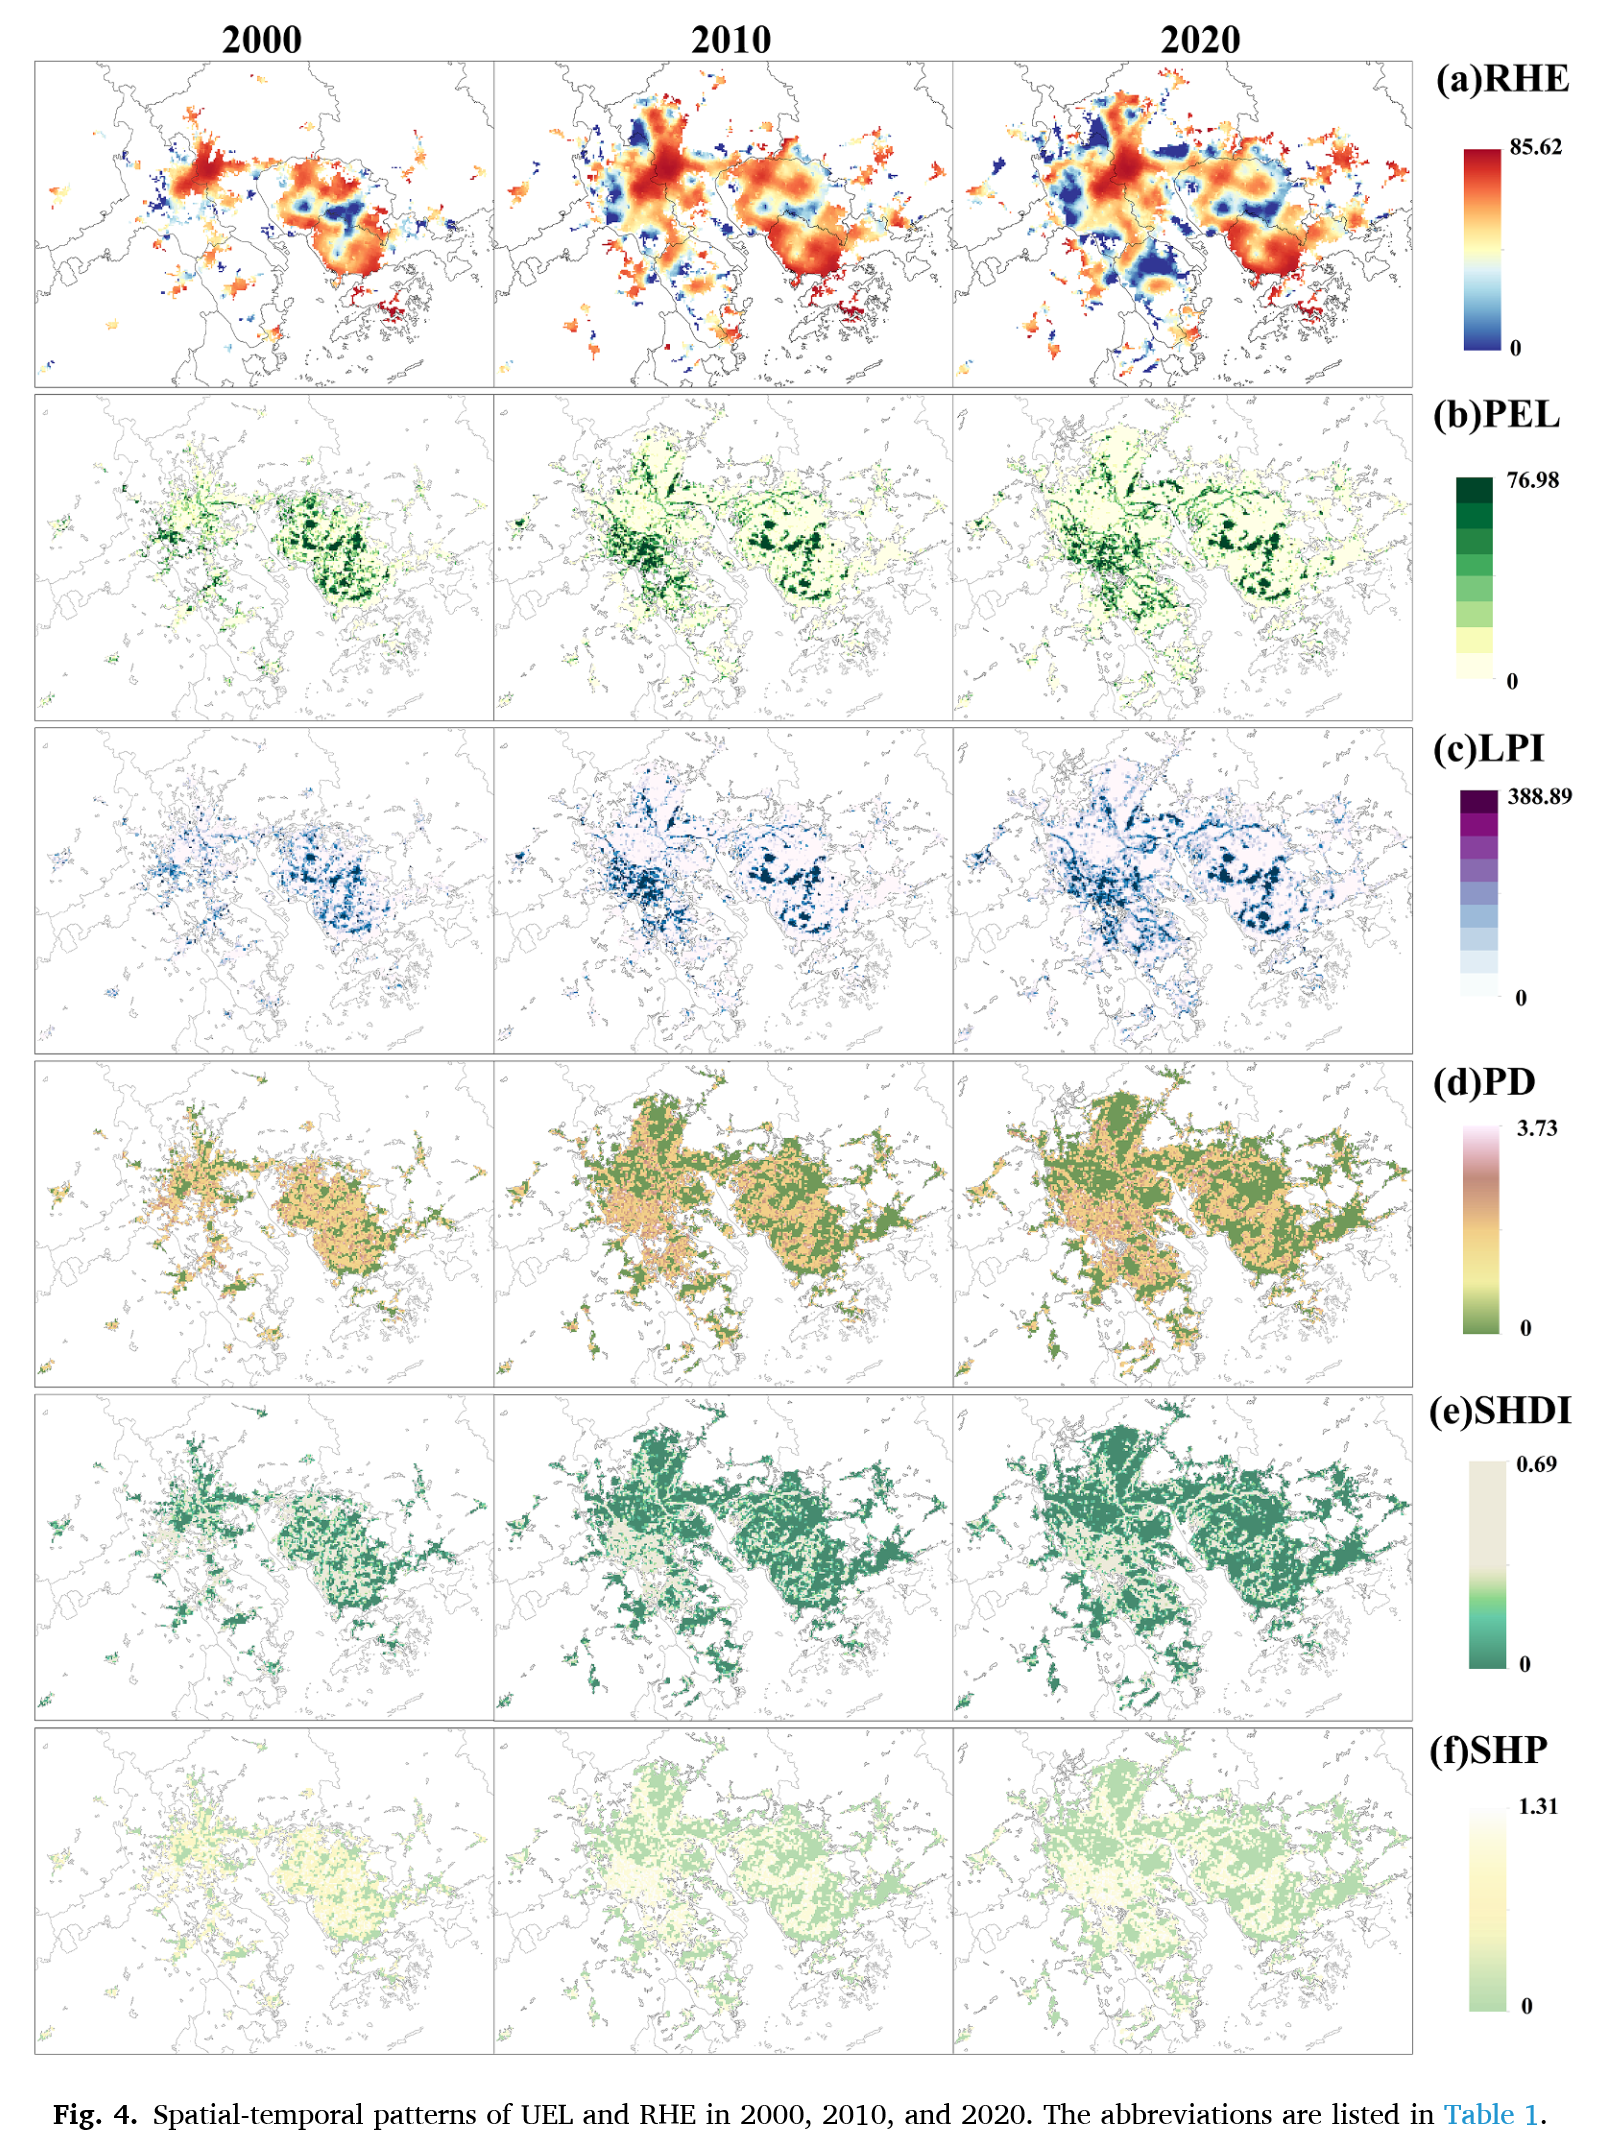 2000 2010 2020
(a)RHE
85.62
0
(b)PEL
76.98
0
(c)LPI
388.89
0
(d)PD
3.73
0
(e)SHDI
0.69
0
(f)SHP
1.31
0
Fig. 4. Spatial-temporal patterns of UEL and RHE in 2000, 2010, and 2020. The abbreviations are listed in Table 1.